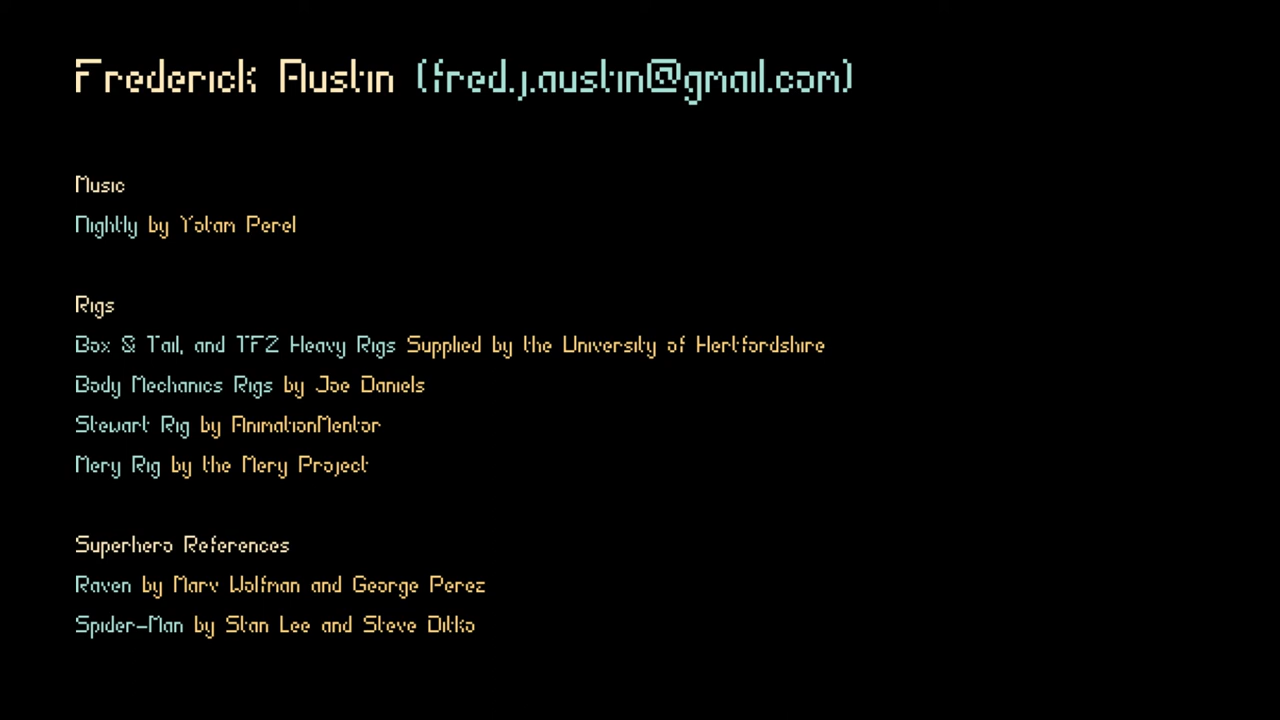 Frederick Austin (fred.j.austin@gmail.com)
Music
Nightly by Yotam Perel
Rigs
Box & Tail, and TF2 Heavy Rigs Supplied by the University of Hertfordshire
Body Mechanics Rigs by Joe Daniels
Stewart Rig by AnimationMentor
Mery Rig by the Mery Project
Superhero References
Raven by Marv Wolfman and George Perez
Spider-Man by Stan Lee and Steve Ditko